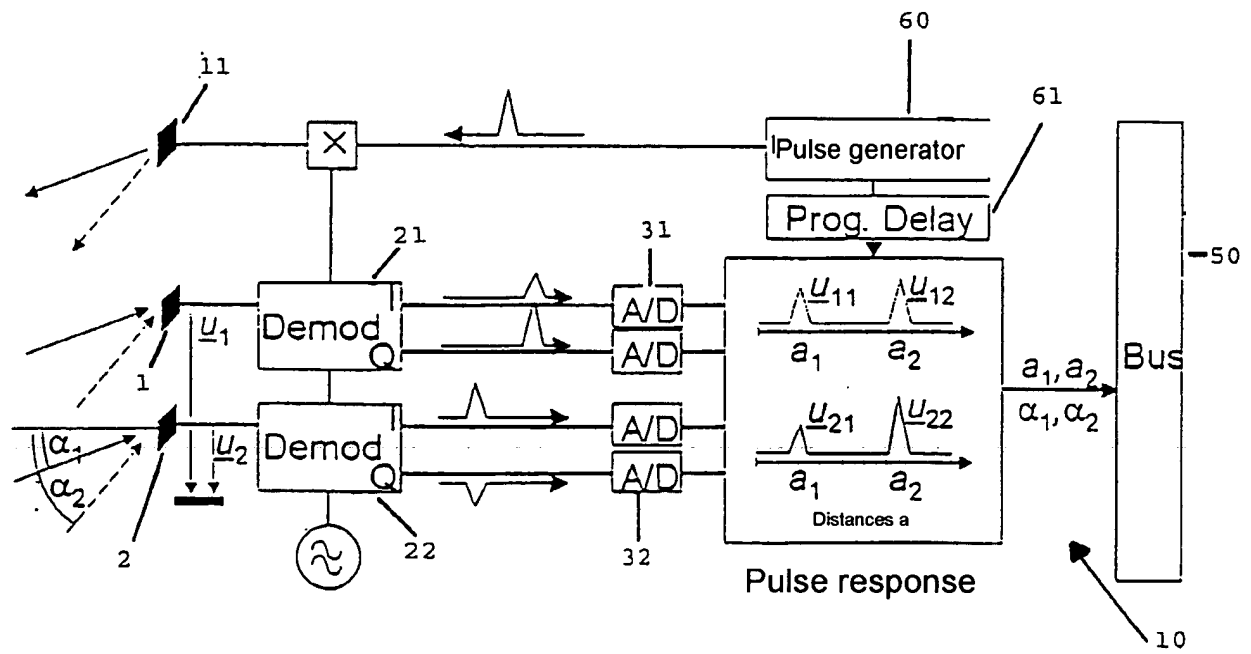 60
11
61
×
Pulse generator
Prog. Delay
21
31
50
I
A/D
u11 u12
u1
Demod
Q
A/D
a1 a2
Bus
1
a1, a2
α1, α2
I
A/D
u21 u22
α1
u2
Demod
Q
A/D
a1 a2
α2
Distances a
2
22
32
≈
Pulse response
10